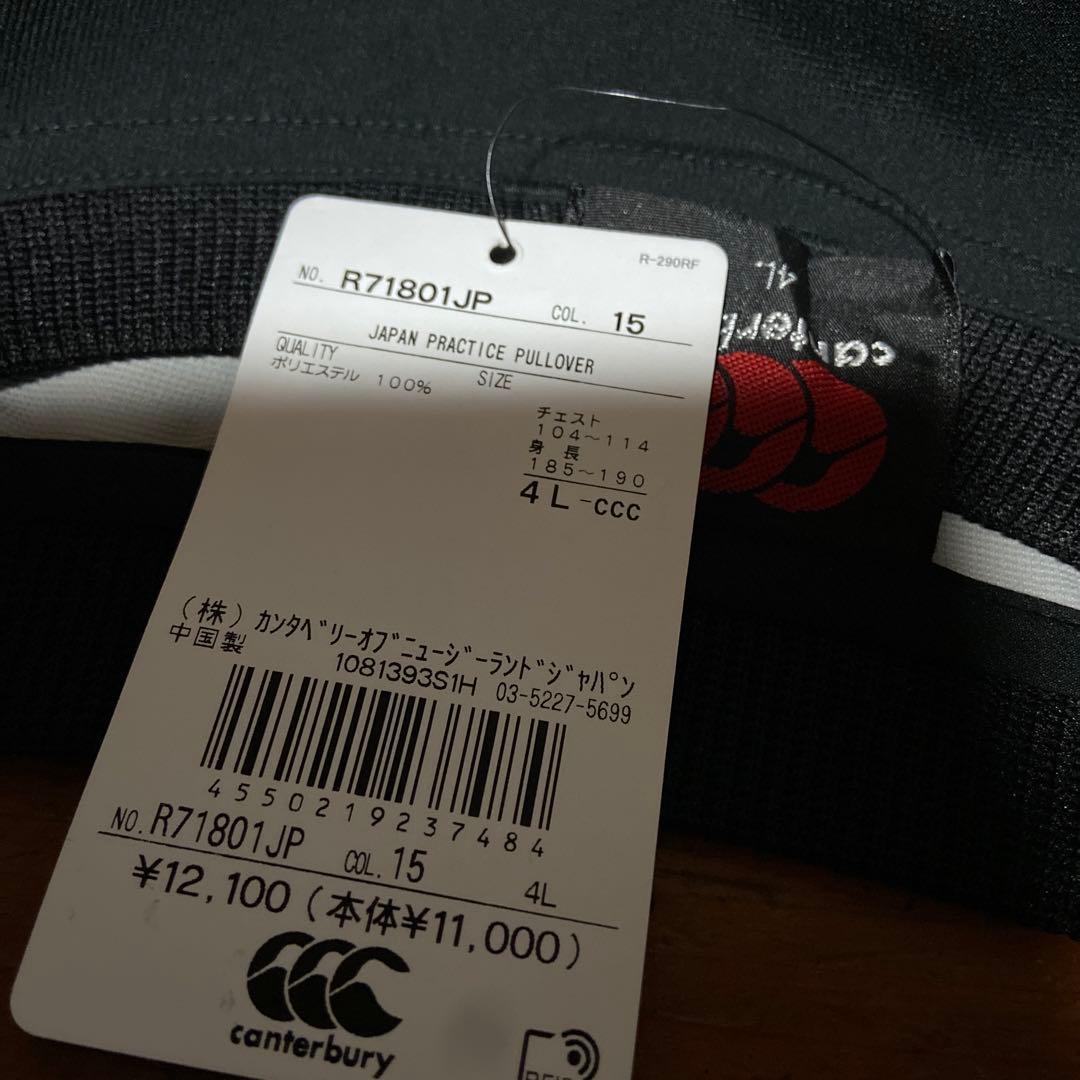 R-290RF
NO. R71801JP COL. 15
JAPAN PRACTICE PULLOVER
QUALITY SIZE
ポリエステル 100%
チェスト
104～114
身長
185～190
4L-CCC
(株)カンタベリーオブニュージーランドジャパン
中国製
1081393S1H 03-5227-5699
4550219237484
NO. R71801JP COL. 15 4L
¥12,100(本体¥11,000)
canterbury
4L